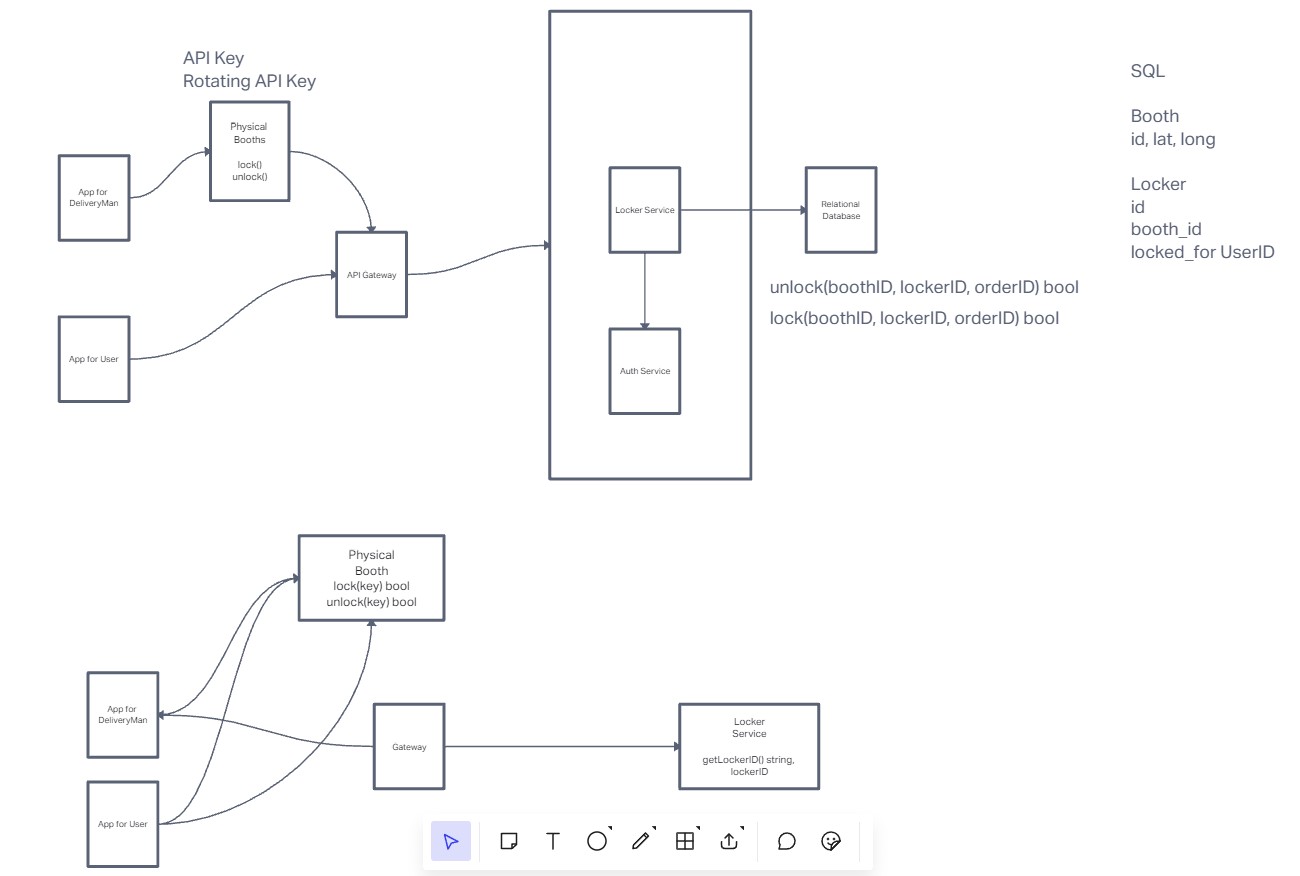 API Key
Rotating API Key
Physical
Booths
lock()
unlock()
App for
DeliveryMan
API Gateway
App for User
Locker Service
Auth Service
Relational
Database
unlock(boothID, lockerID, orderID) bool
lock(boothID, lockerID, orderID) bool
SQL
Booth
id, lat, long
Locker
id
booth_id
locked_for UserID
Physical
Booth
lock(key) bool
unlock(key) bool
App for
DeliveryMan
App for User
Gateway
Locker
Service
getLockerID() string,
lockerID
T